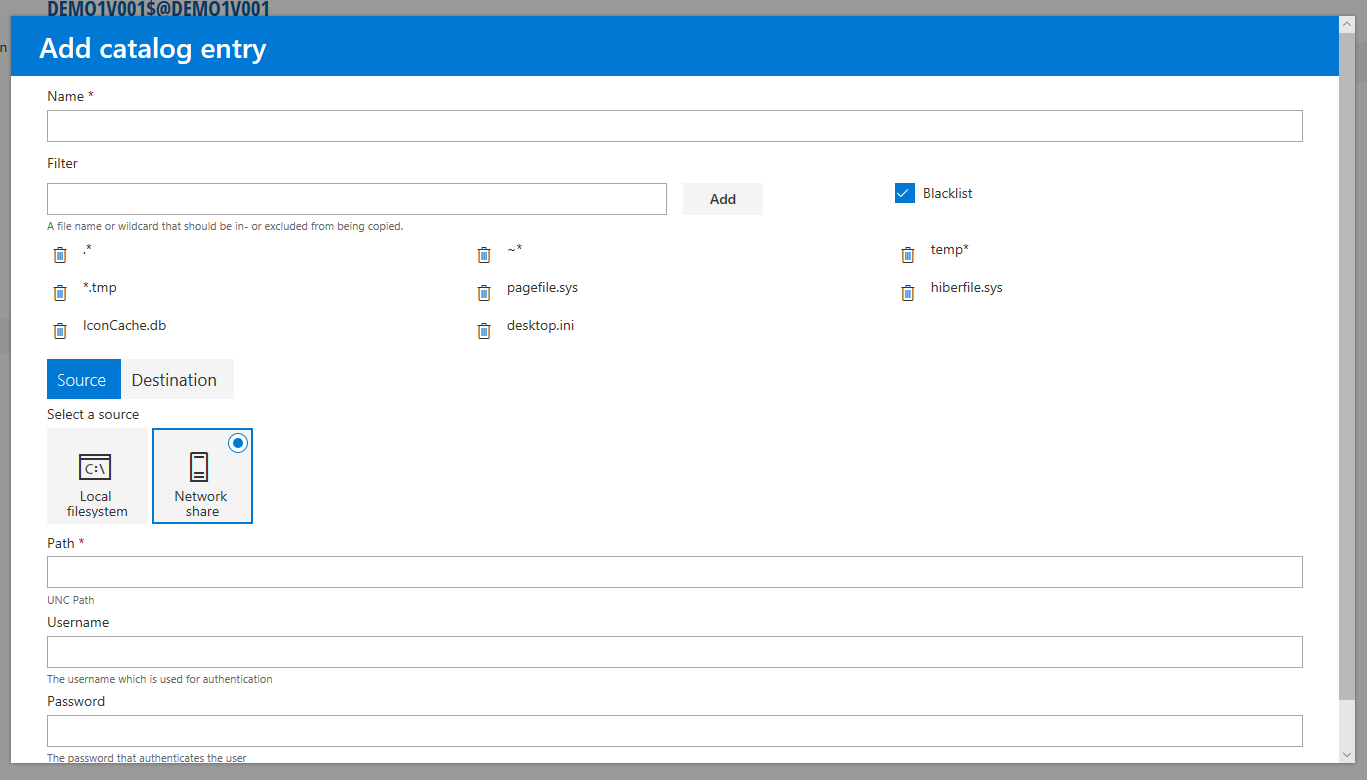 DEMO1V001$@DEMO1V001
n
Add catalog entry
Name *
Filter
Add
Blacklist
A file name or wildcard that should be in- or excluded from being copied.
.* ~* temp*
*.tmp pagefile.sys hiberfile.sys
IconCache.db desktop.ini
Source Destination
Select a source
C:\
Local
filesystem
Network
share
Path *
UNC Path
Username
The username which is used for authentication
Password
The password that authenticates the user